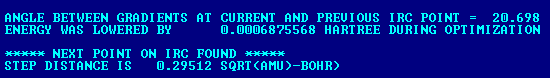 ANGLE BETWEEN GRADIENTS AT CURRENT AND PREVIOUS IRC POINT = 20.698
ENERGY WAS LOWERED BY 0.0006875568 HARTREE DURING OPTIMIZATION
***** NEXT POINT ON IRC FOUND *****
STEP DISTANCE IS 0.29512 SQRT(AMU)-BOHR)